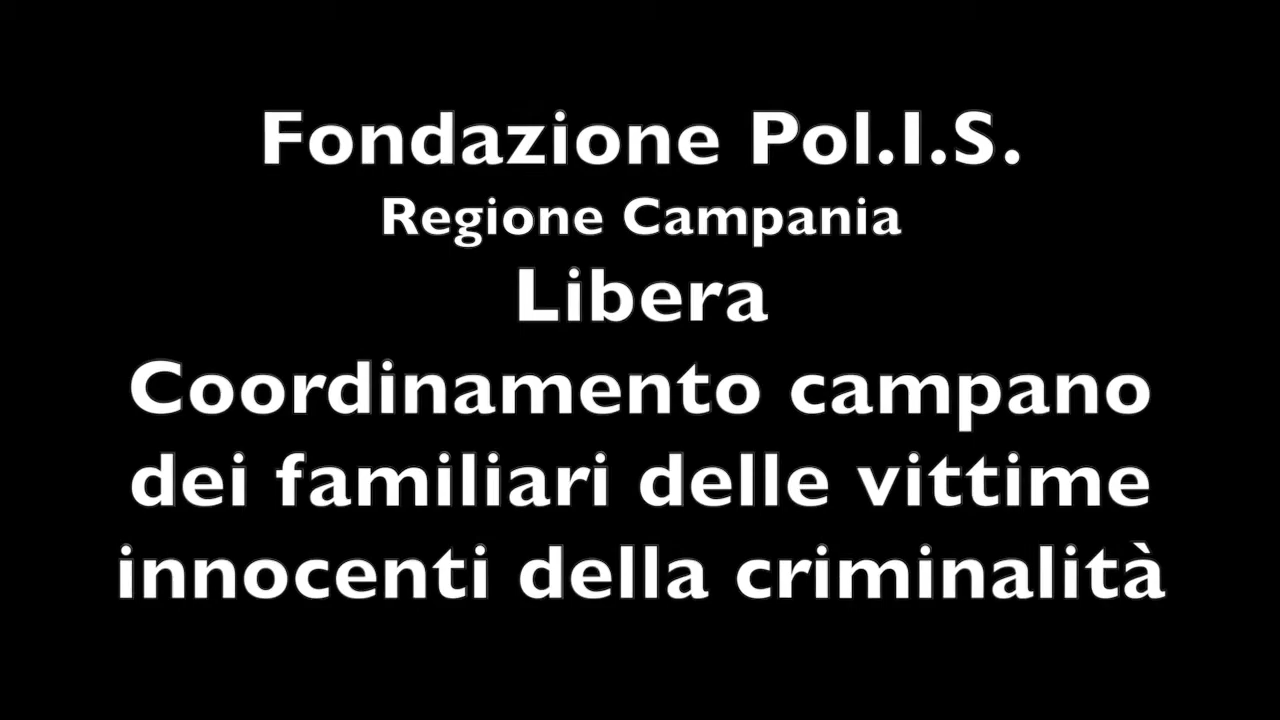 Fondazione Pol.I.S.
Regione Campania
Libera
Coordinamento campano
dei familiari delle vittime
innocenti della criminalità